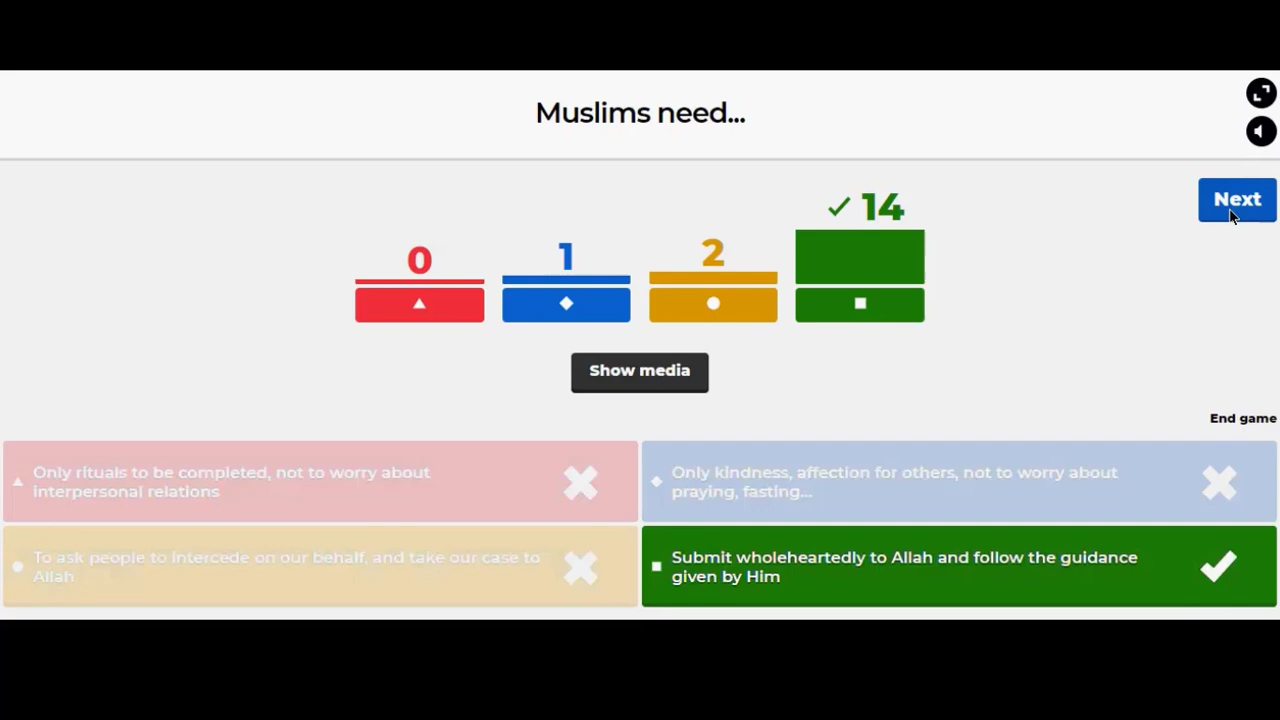 Muslims need...
Next
14
0
1
2
Show media
End game
Only rituals to be completed, not to worry about
interpersonal relations
Only kindness, affection for others, not to worry about
praying, fasting...
To ask people to intercede on our behalf, and take our case to
Allah
Submit wholeheartedly to Allah and follow the guidance
given by Him